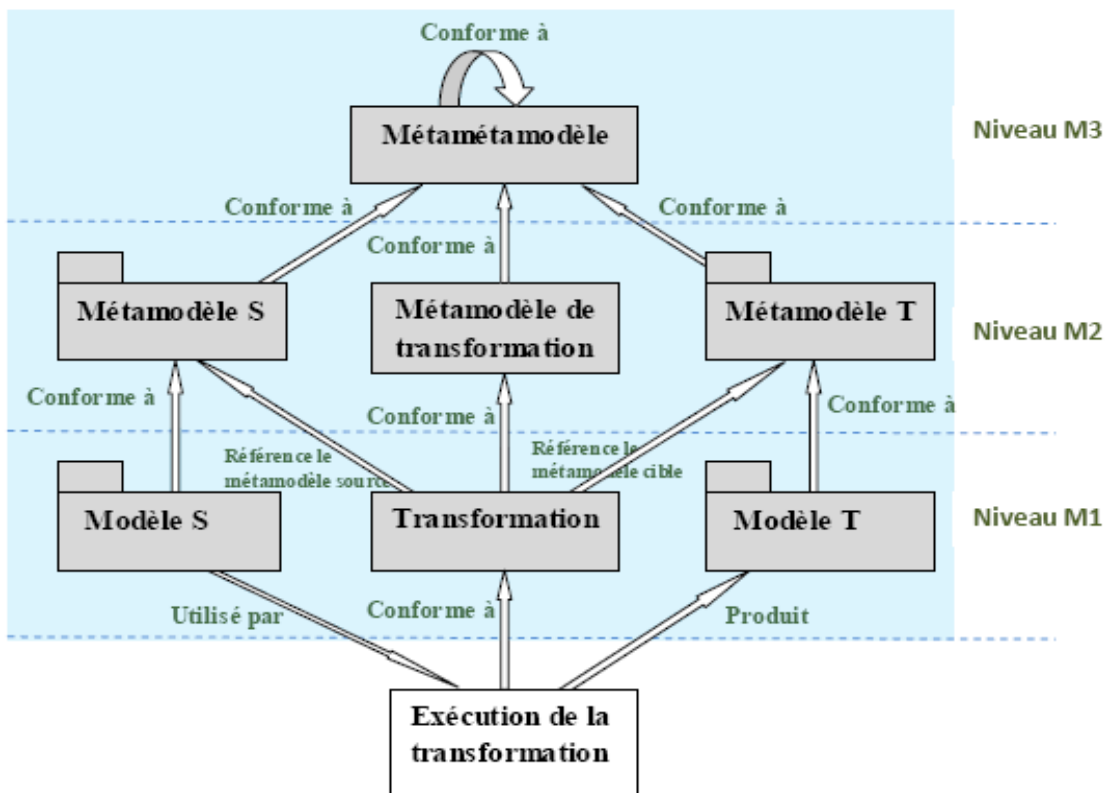 Conforme à
Métamétamodèle
Niveau M3
Conforme à
Conforme à
Conforme à
Métamodèle S
Métamodèle de
transformation
Métamodèle T
Niveau M2
Conforme à
Conforme à
Conforme à
Référence le
métamodèle source
Référence le
métamodèle cible
Modèle S
Transformation
Modèle T
Niveau M1
Utilisé par
Conforme à
Produit
Exécution de la
transformation